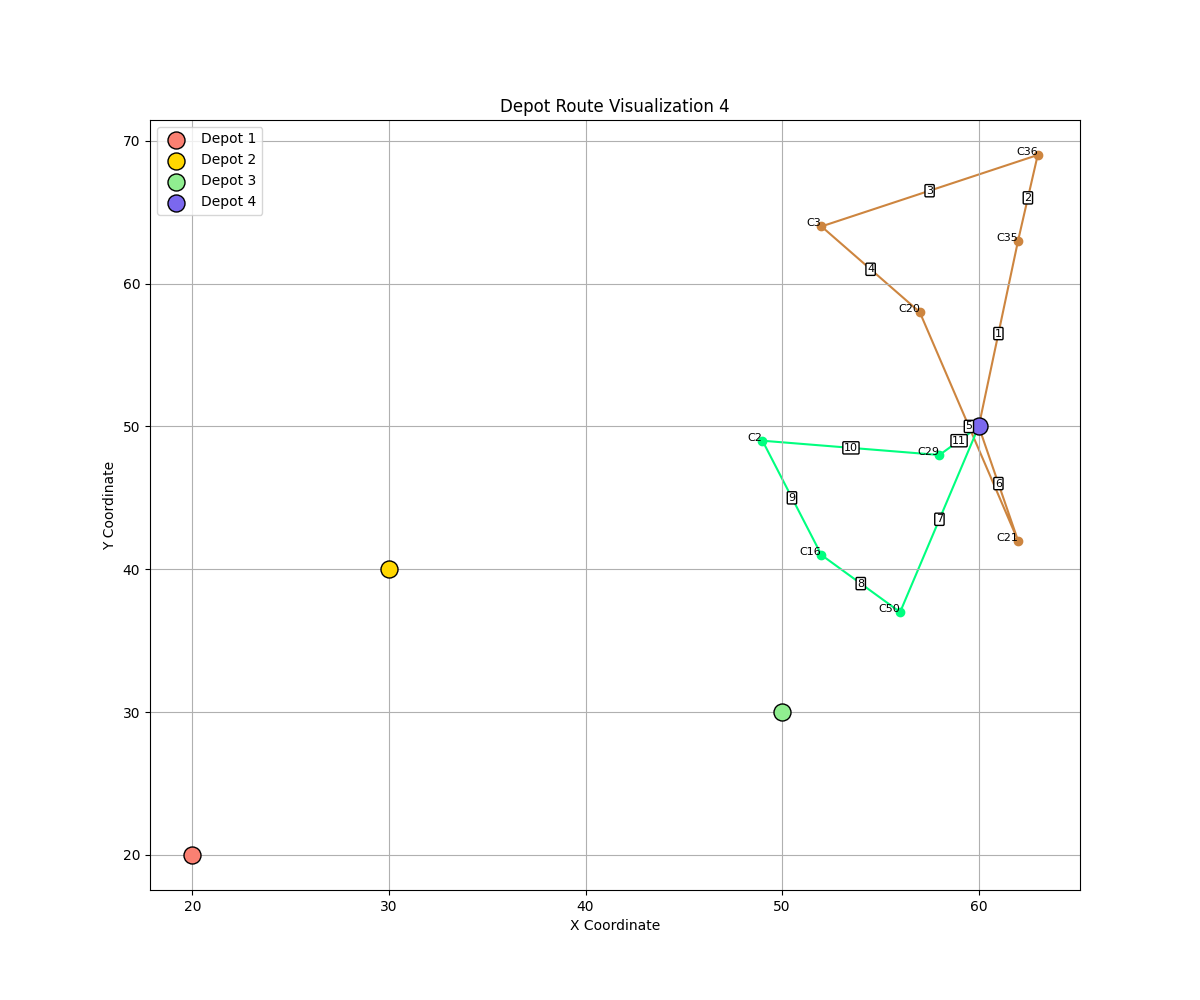 Depot Route Visualization 4
Depot 1
Depot 2
Depot 3
Depot 4
Y Coordinate
70
60
50
40
30
20
C36
3
2
C3
C35
4
C20
1
5
C2
11
10
C29
6
9
7
C21
C16
8
C50
20
30
40
50
60
X Coordinate